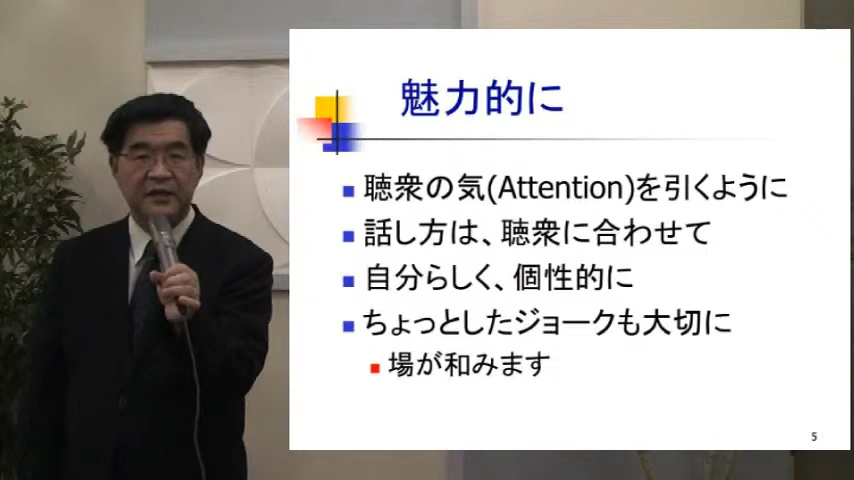 魅力的に
聴衆の気(Attention)を引くように
話し方は、聴衆に合わせて
自分らしく、個性的に
ちょっとしたジョークも大切に
場が和みます
5